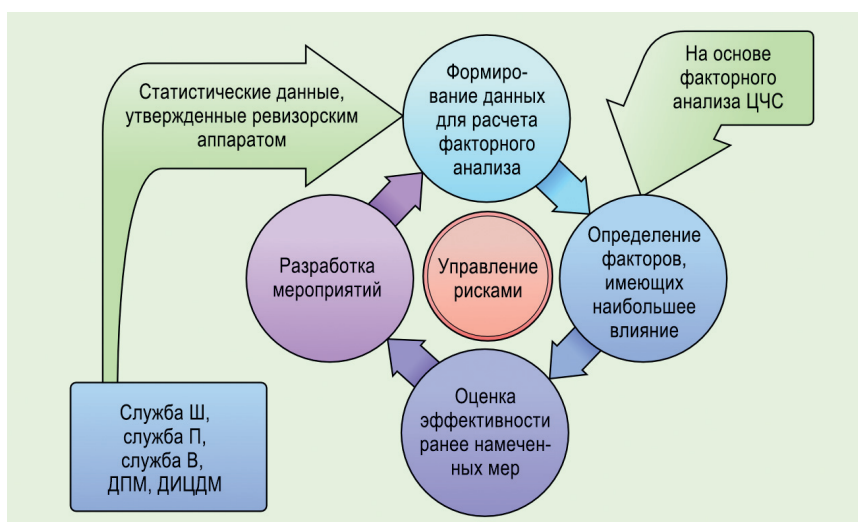 Статистические данные,
утвержденные ревизорским
аппаратом
Формиро-
вание данных
для расчета
факторного
анализа
На основе
факторного
анализа ЦЧС
Определение
факторов,
имеющих
наибольшее
влияние
Управление
рисками
Разработка
мероприятий
Оценка
эффективности
ранее намечен-
ных мер
Служба Ш,
служба П,
служба В,
ДПМ, ДИЦДМ